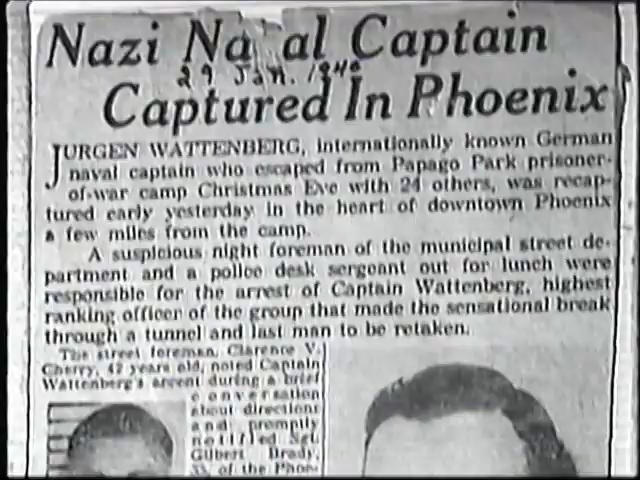 Nazi Na al Captain
29 Jan. 1946
Captured In Phoenix
JURGEN WATTENBERG, internationally known German
naval captain who escaped from Papago Park prisoner-
of-war camp Christmas Eve with 24 others, was recap-
tured early yesterday in the heart of downtown Phoenix
a few miles from the camp.
A suspicious night foreman of the municipal street de-
partment and a police desk sergeant out for lunch were
responsible for the arrest of Captain Wattenberg, highest
ranking officer of the group that made the sensational break
through a tunnel and last man to be retaken.
The street foreman, Clarence V.
Cherry, 42 years old, noted Captain
Wattenberg's accent during a brief
conversation
about directions
and promptly
notified Sgt.
Gilbert Brady,
of the Phoe-